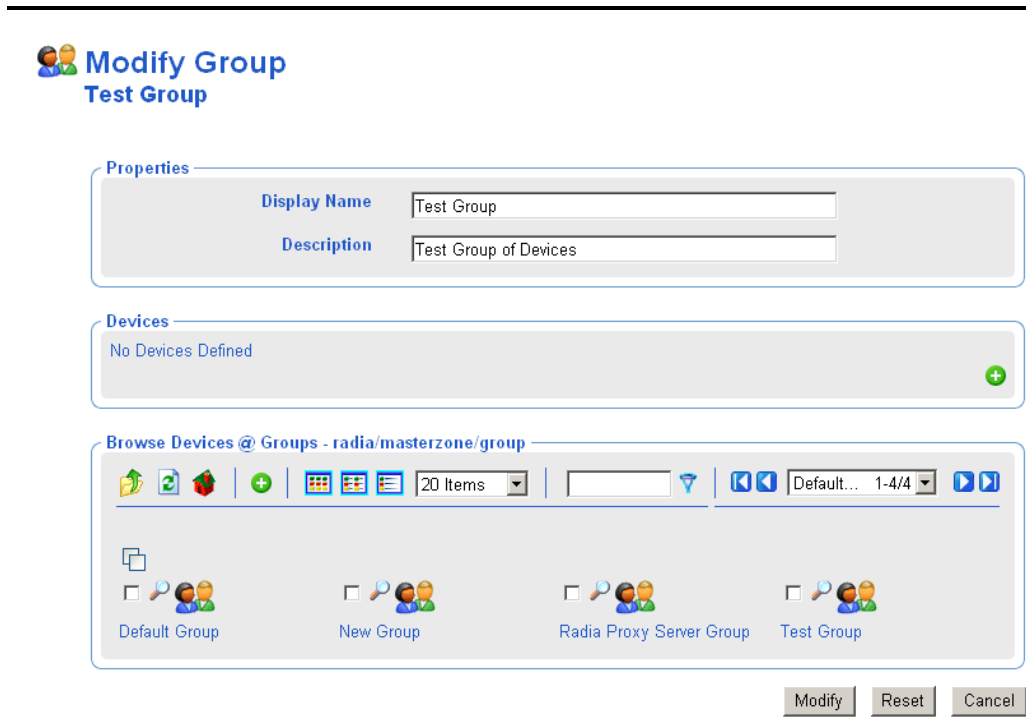 Modify Group
Test Group
Properties
Display Name Test Group
Description Test Group of Devices
Devices
No Devices Defined
Browse Devices @ Groups - radia/masterzone/group
20 Items Default... 1-4/4
Default Group New Group Radia Proxy Server Group Test Group
Modify Reset Cancel